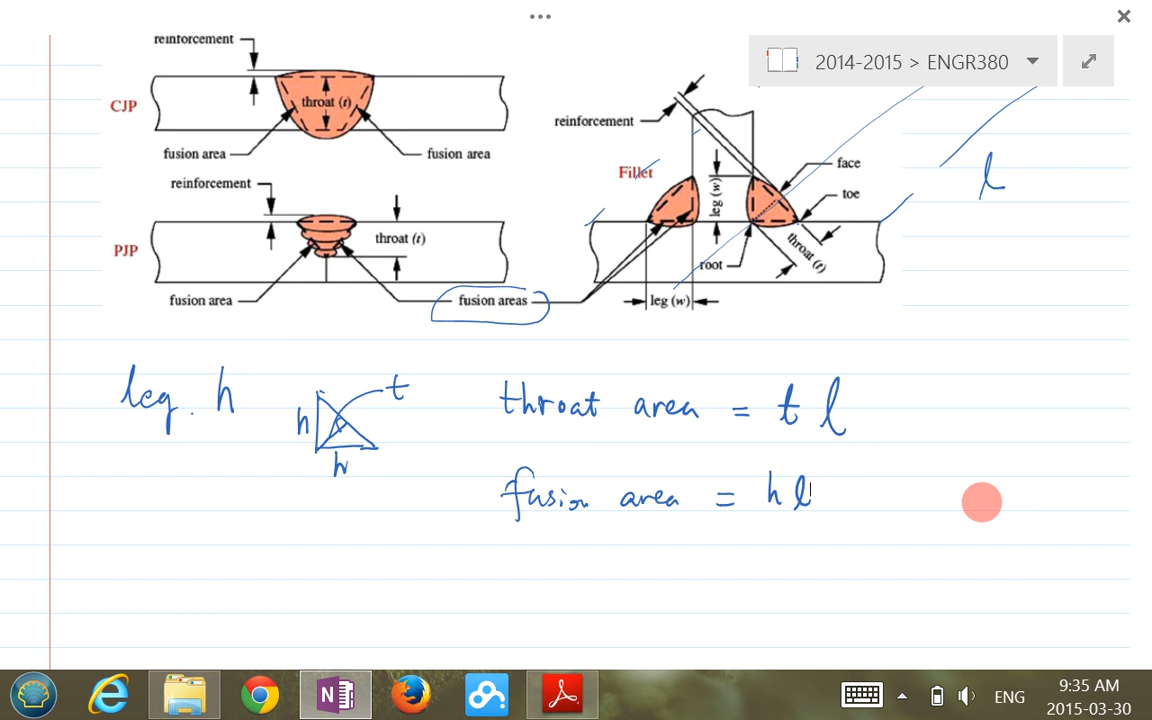 reinforcement
2014-2015 > ENGR380
CJP
throat (t)
reinforcement
fusion area
fusion area
Fillet
face
reinforcement
leg (w)
toe
l
PJP
throat (t)
throat (t)
root
fusion area
fusion areas
leg (w)
leg. h
t
h
h
throat area = t l
fusion area = h l
ENG
9:35 AM
2015-03-30